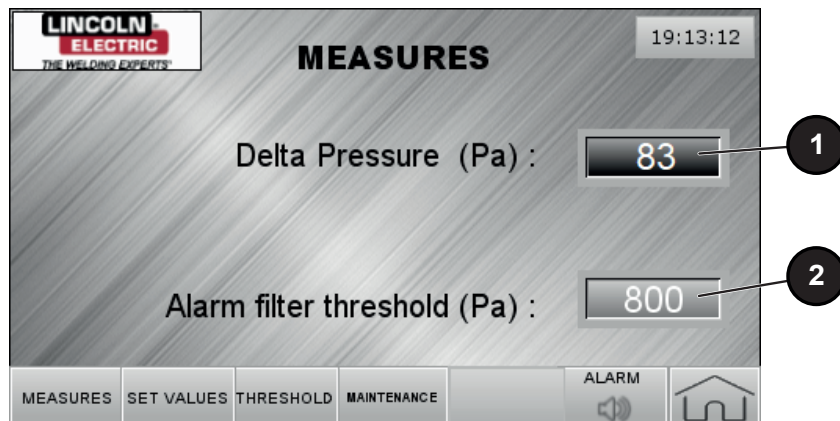 LINCOLN
ELECTRIC
THE WELDING EXPERTS
MEASURES
19:13:12
Delta Pressure (Pa) : 83
1
Alarm filter threshold (Pa) : 800
2
MEASURES SET VALUES THRESHOLD MAINTENANCE ALARM